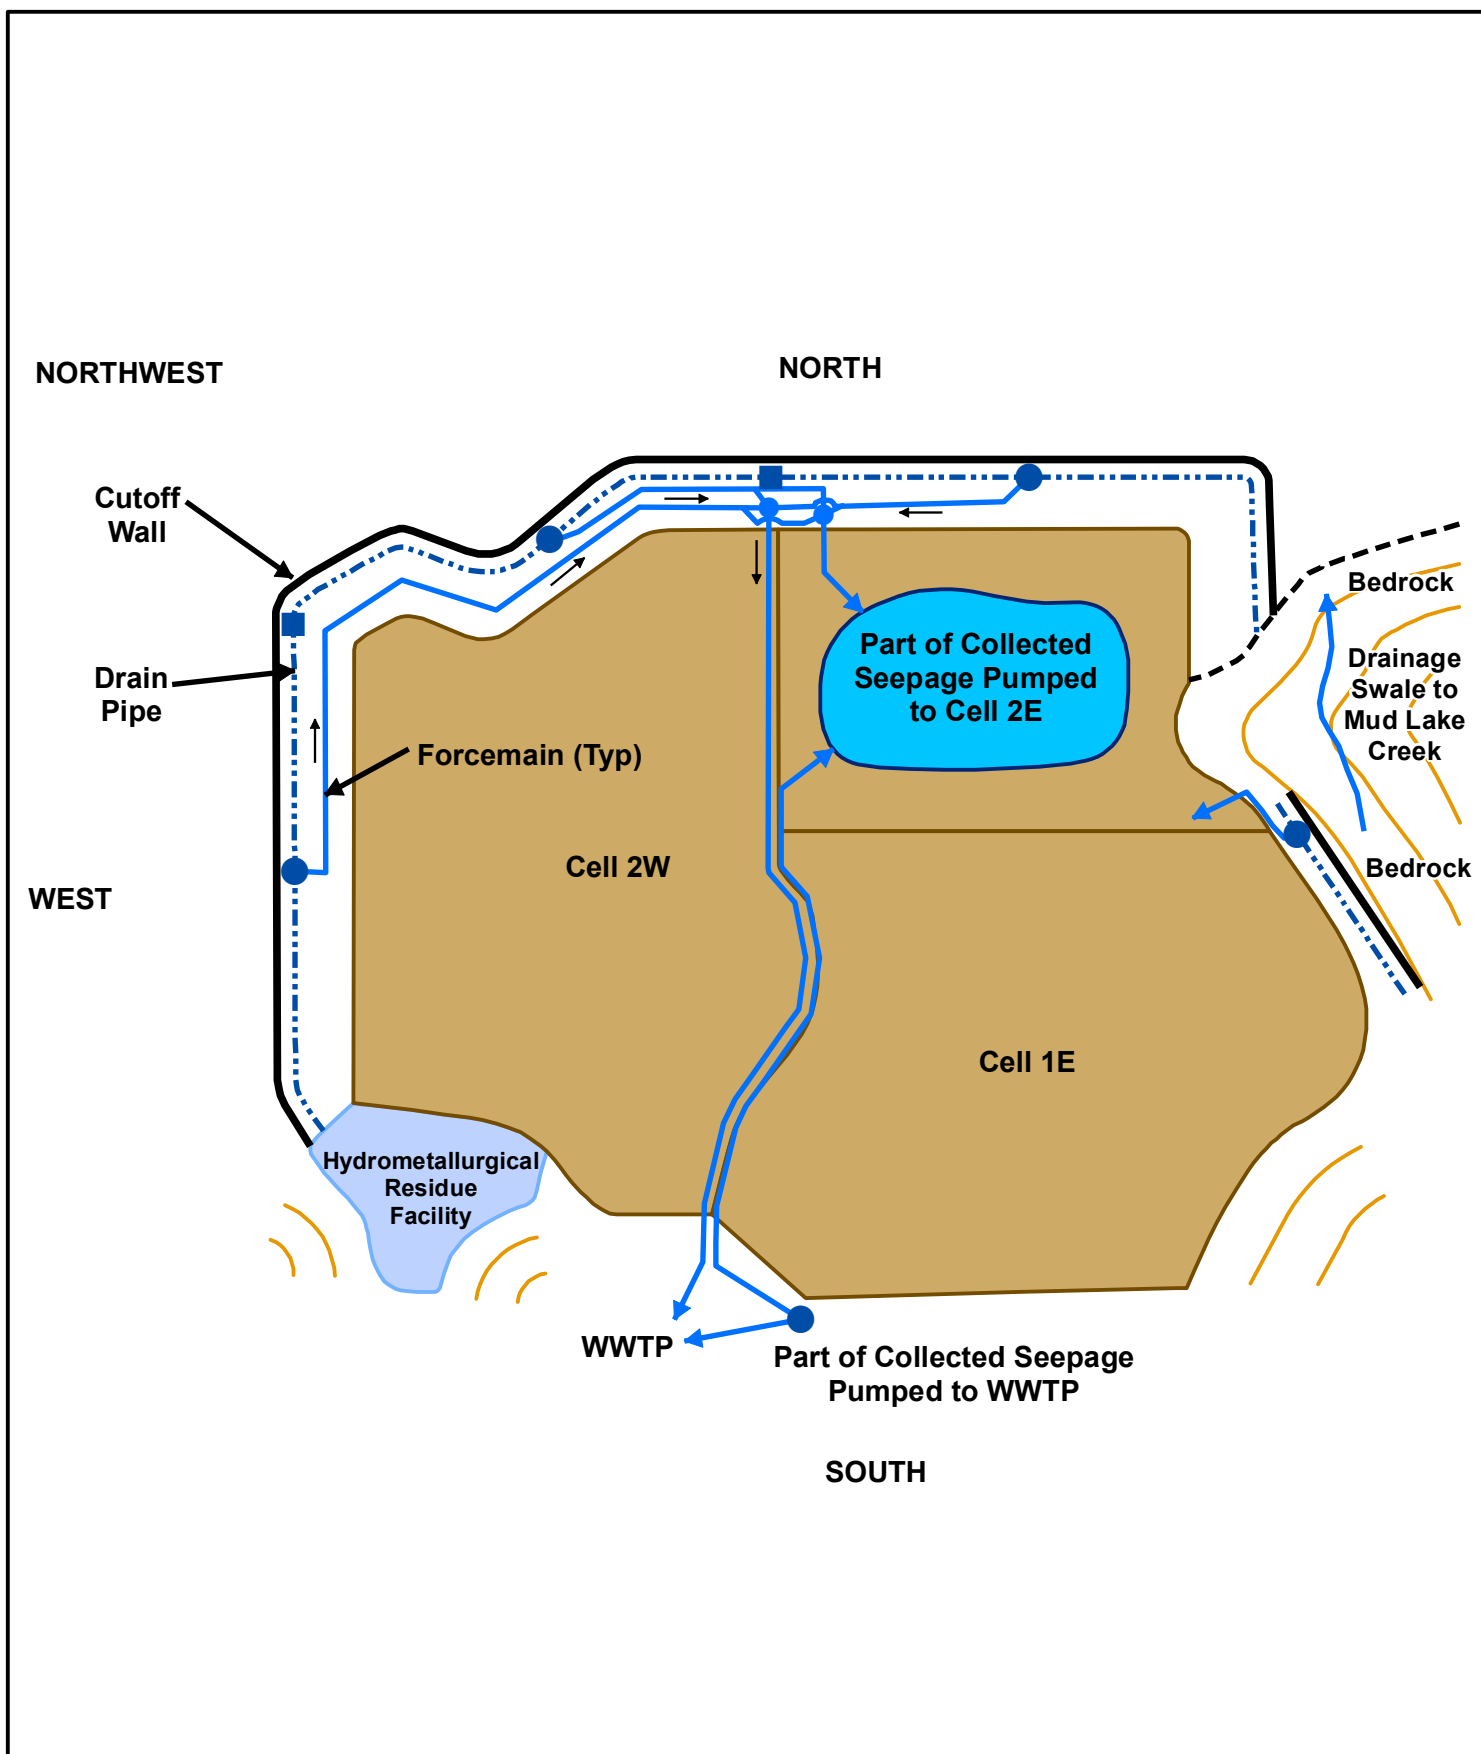 NORTHWEST
NORTH
Cutoff
Wall
Bedrock
Part of Collected
Seepage Pumped
to Cell 2E
Drainage
Swale to
Mud Lake
Creek
Drain
Pipe
Forcemain (Typ)
Cell 2W
Bedrock
WEST
Cell 1E
Hydrometallurgical
Residue
Facility
WWTP
Part of Collected Seepage
Pumped to WWTP
SOUTH